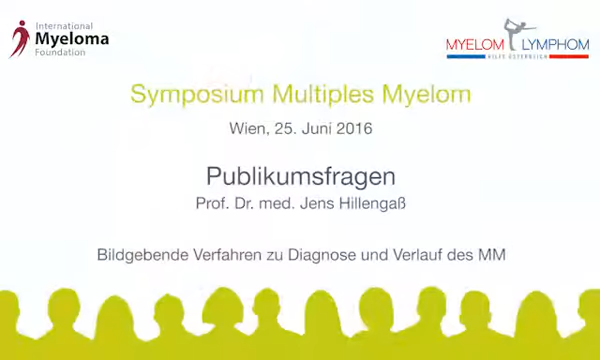 International
Myeloma
Foundation
MYELOM LYMPHOM
HILFE ÖSTERREICH
Symposium Multiples Myelom
Wien, 25. Juni 2016
Publikumsfragen
Prof. Dr. med. Jens Hillengaß
Bildgebende Verfahren zu Diagnose und Verlauf des MM